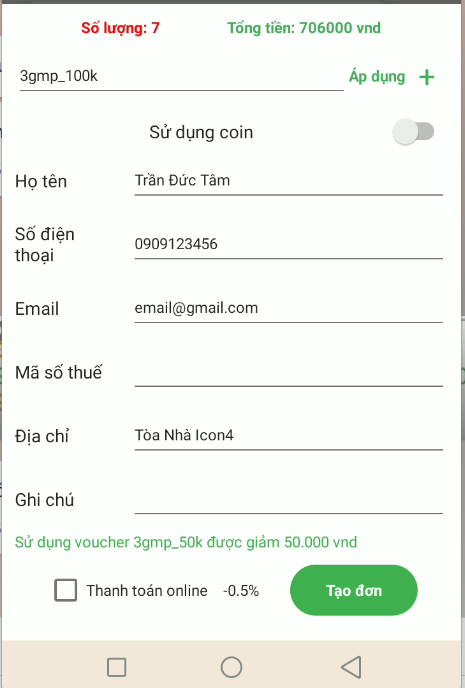 Số lượng: 7 Tổng tiền: 706000 vnd
3gmp_100k Áp dụng +
Sử dụng coin
Họ tên Trần Đức Tâm
Số điện thoại 0909123456
Email email@gmail.com
Mã số thuế
Địa chỉ Tòa Nhà Icon4
Ghi chú
Sử dụng voucher 3gmp_50k được giảm 50.000 vnd
Thanh toán online -0.5% Tạo đơn